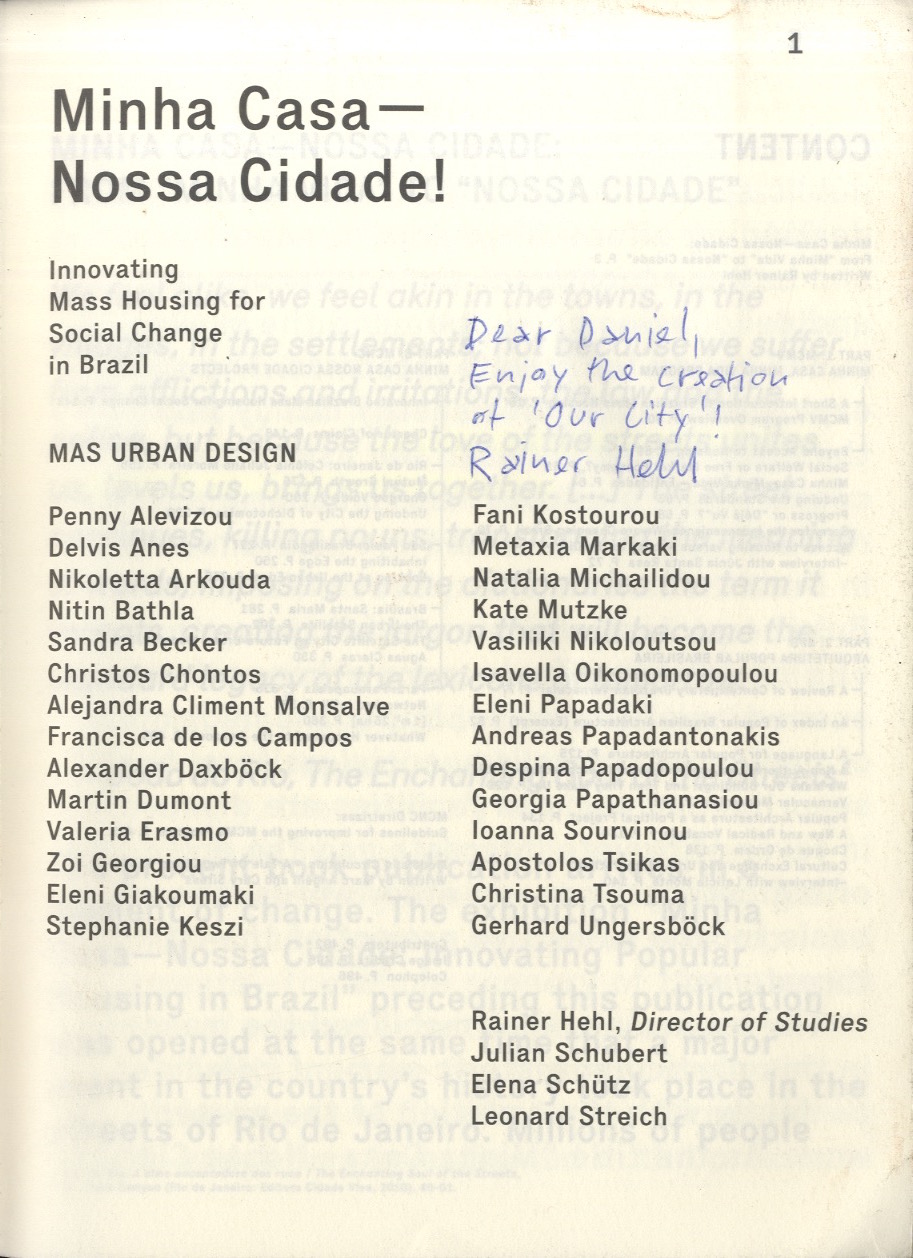 1
Minha Casa—
Nossa Cidade!
Innovating
Mass Housing for
Social Change
in Brazil
Dear Daniel,
Enjoy the creation
of 'Our City'!
Rainer Hehl
MAS URBAN DESIGN
Penny Alevizou
Delvis Anes
Nikoletta Arkouda
Nitin Bathla
Sandra Becker
Christos Chontos
Alejandra Climent Monsalve
Francisca de los Campos
Alexander Daxböck
Martin Dumont
Valeria Erasmo
Zoi Georgiou
Eleni Giakoumaki
Stephanie Keszi
Fani Kostourou
Metaxia Markaki
Natalia Michailidou
Kate Mutzke
Vasiliki Nikoloutsou
Isavella Oikonomopoulou
Eleni Papadaki
Andreas Papadantonakis
Despina Papadopoulou
Georgia Papathanasiou
Ioanna Sourvinou
Apostolos Tsikas
Christina Tsouma
Gerhard Ungersböck
Rainer Hehl, Director of Studies
Julian Schubert
Elena Schütz
Leonard Streich